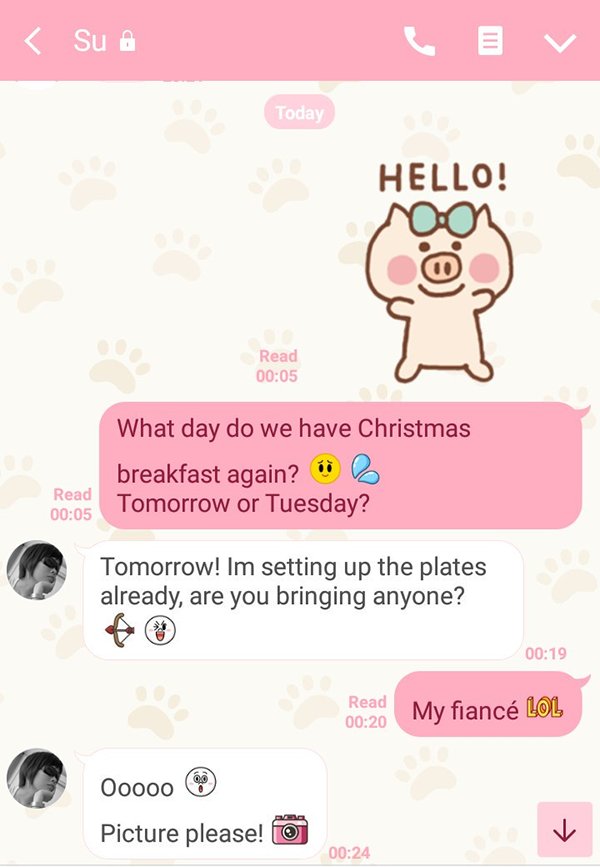 Su
Today
HELLO!
Read
00:05
What day do we have Christmas
breakfast again?
Tomorrow or Tuesday?
Read
00:05
Tomorrow! Im setting up the plates
already, are you bringing anyone?
00:19
My fiancé LOL
Read
00:20
Ooooo
Picture please!
00:24